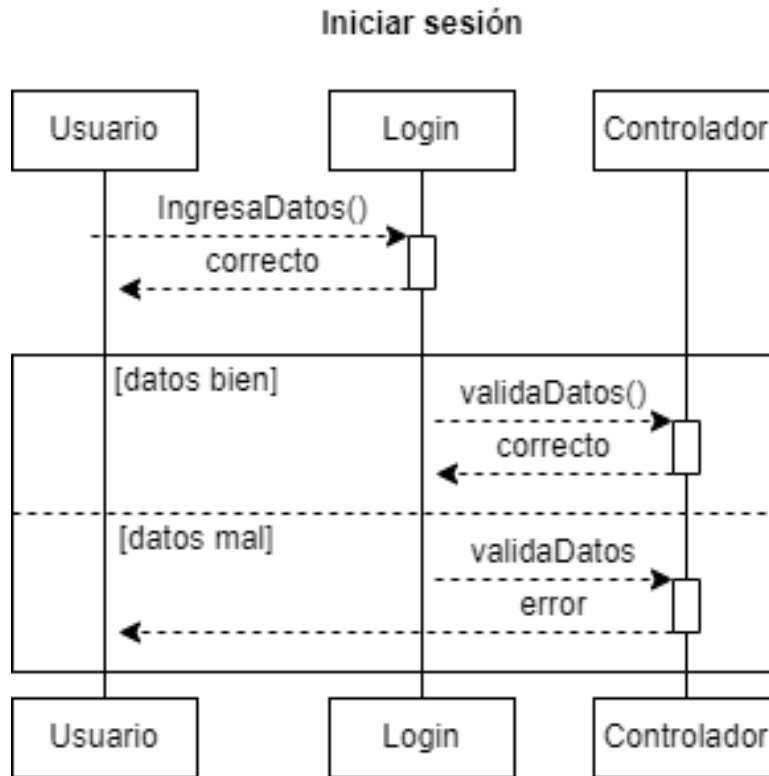 Iniciar sesión
Usuario
Login
Controlador
IngresaDatos()
correcto
[datos bien]
validaDatos()
correcto
[datos mal]
validaDatos
error
Usuario
Login
Controlador